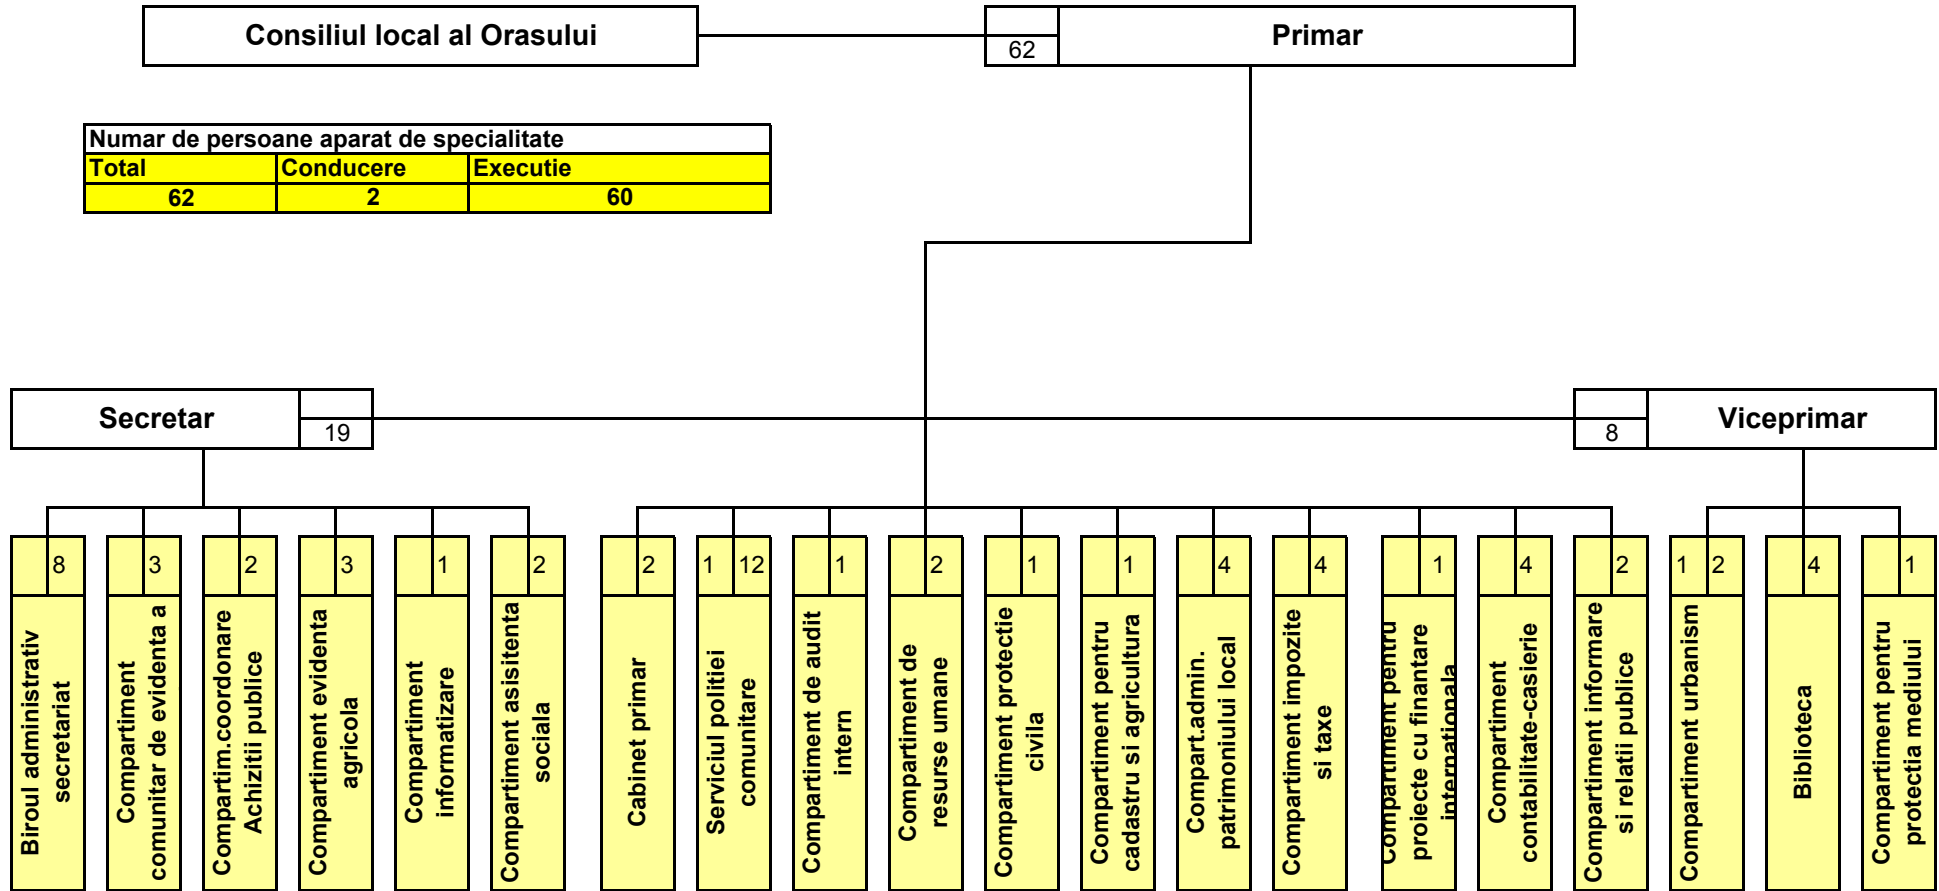 Consiliul local al Orasului
62
Primar
Numar de persoane aparat de specialitate
Total Conducere Executie
62 2 60
Secretar
19
8
Viceprimar
8
Biroul administrativ
secretariat
3
Compartiment
comunitar de evidenta a
2
Compartim.coordonare
Achizitii publice
3
Compartiment evidenta
agricola
1
Compartiment
informatizare
2
Compartiment asisitenta
sociala
2
Cabinet primar
1 12
Serviciul politiei
comunitare
1
Compartiment de audit
intern
2
Compartiment de
resurse umane
1
Compartiment protectie
civila
1
Compartiment pentru
cadastru si agricultura
4
Compart.admin.
patrimoniului local
4
Compartiment impozite
si taxe
1
Compartiment pentru
proiecte cu finantare
internationala
4
Compartiment
contabilitate-casierie
2
Compartiment informare
si relatii publice
1 2
Compartiment urbanism
4
Biblioteca
1
Compartiment pentru
protectia mediului